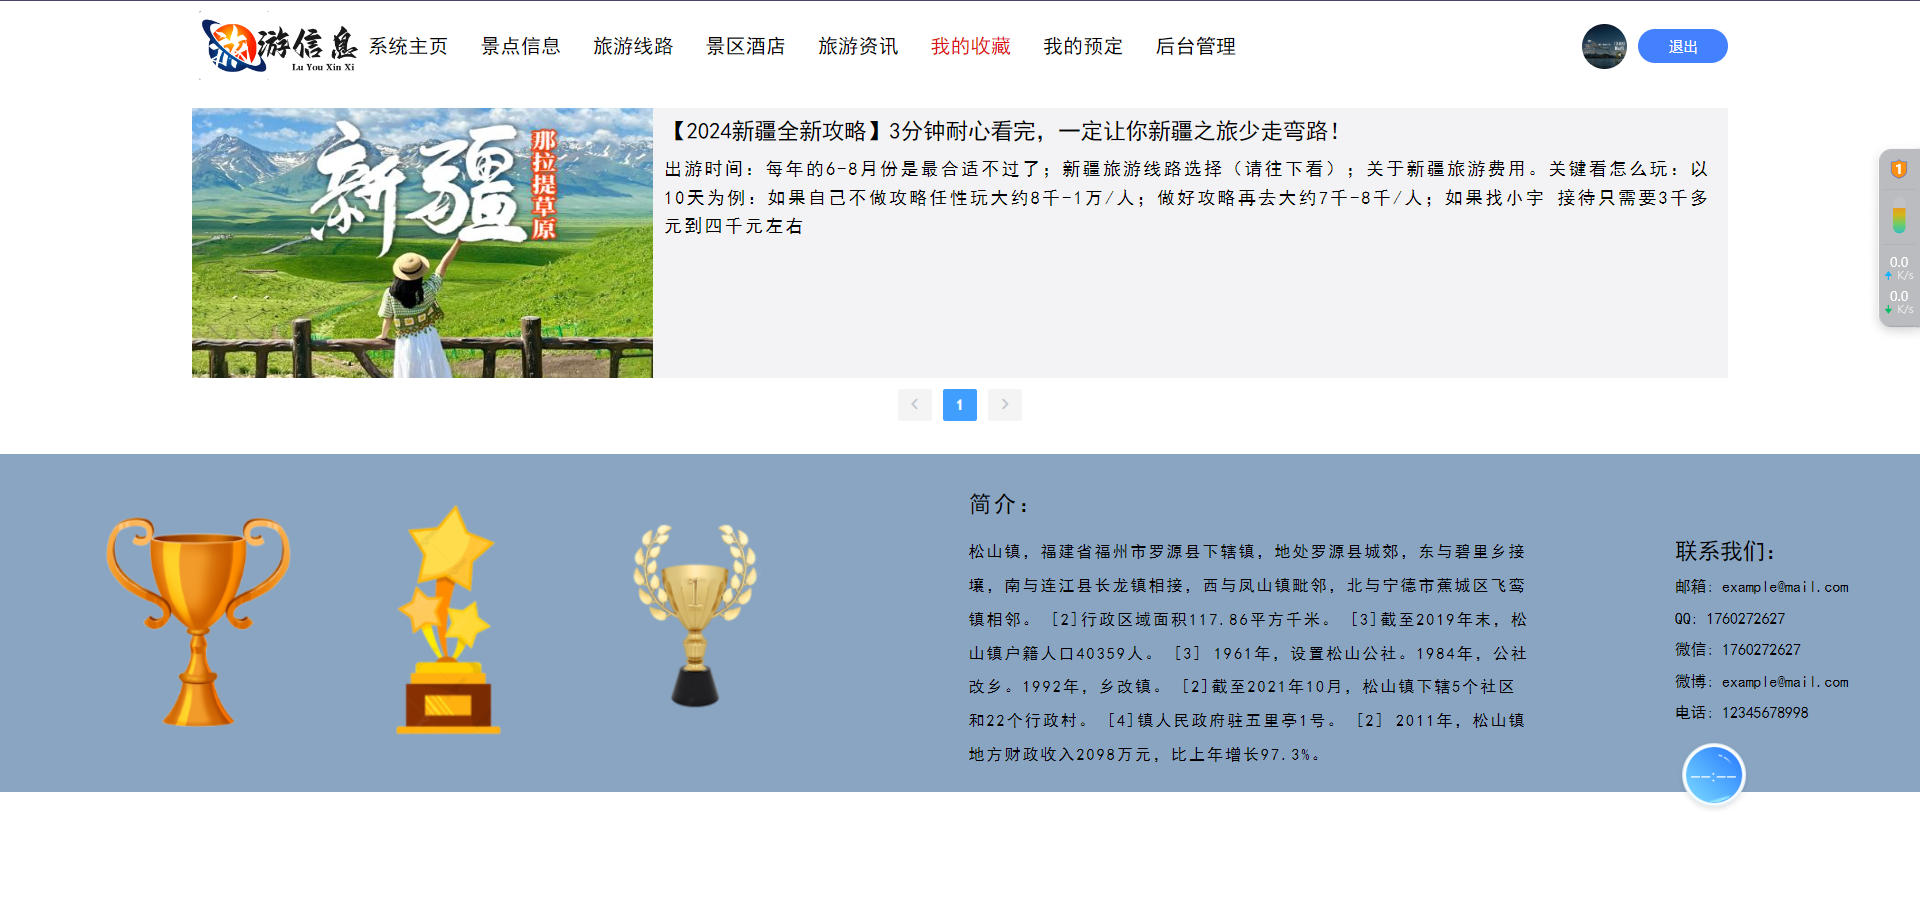 旅游信息
Lu You Xin Xi
系统主页 景点信息 旅游线路 景区酒店 旅游资讯 我的收藏 我的预定 后台管理
退出
新疆
那拉提草原
【2024新疆全新攻略】3分钟耐心看完，一定让你新疆之旅少走弯路！
出游时间：每年的6-8月份是最合适不过了；新疆旅游线路选择（请往下看）；关于新疆旅游费用。关键看怎么玩：以
10天为例：如果自己不做攻略任性玩大约8千-1万/人；做好攻略再去大约7千-8千/人；如果找小宇 接待只需要3千多
元到四千元左右
1
1
0.0
K/s
0.0
K/s
简介：
松山镇，福建省福州市罗源县下辖镇，地处罗源县城郊，东与碧里乡接
壤，南与连江县长龙镇相接，西与凤山镇毗邻，北与宁德市蕉城区飞鸾
镇相邻。 [2]行政区域面积117.86平方千米。 [3]截至2019年末，松
山镇户籍人口40359人。 [3] 1961年，设置松山公社。1984年，公社
改乡。1992年，乡改镇。 [2]截至2021年10月，松山镇下辖5个社区
和22个行政村。 [4]镇人民政府驻五里亭1号。 [2] 2011年，松山镇
地方财政收入2098万元，比上年增长97.3%。
联系我们：
邮箱：example@mail.com
QQ：1760272627
微信：1760272627
微博：example@mail.com
电话：12345678998
--:--